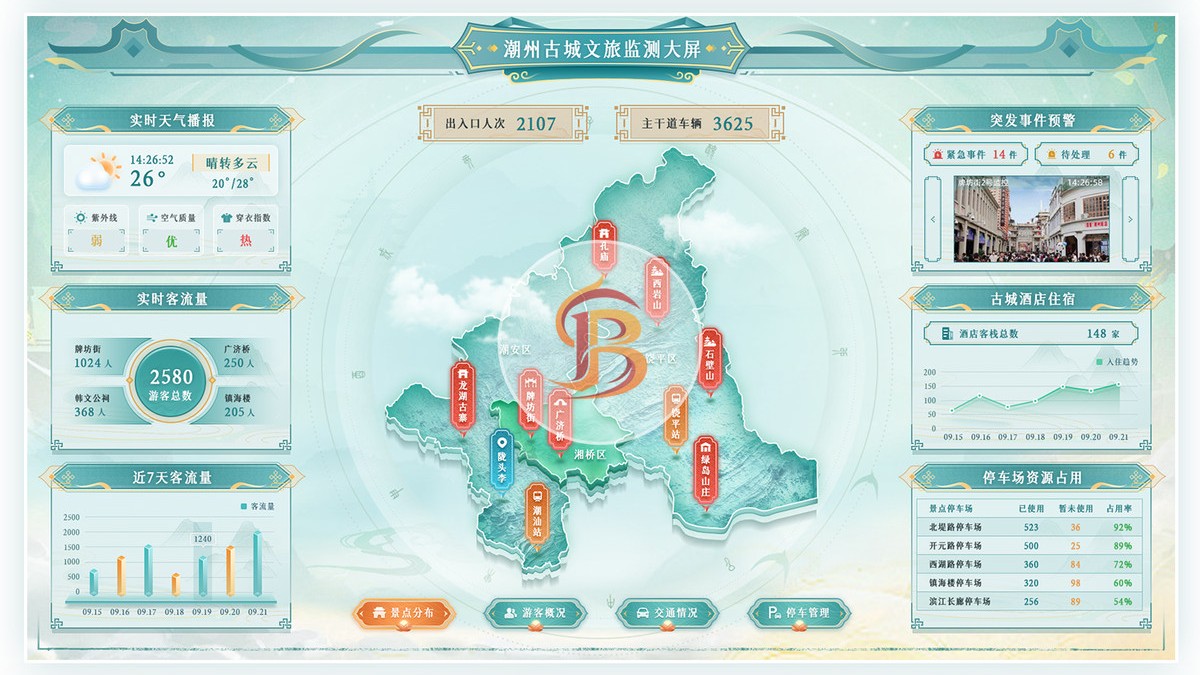 潮州古城文旅监测大屏
实时天气播报
14:26:52
26°
晴转多云
20°/28°
紫外线
弱
空气质量
优
穿衣指数
热
实时客流量
牌坊街
1024 人
广济桥
250 人
2580
游客总数
韩文公祠
368 人
镇海楼
205 人
近7天客流量
客流量
2500
2000
1500
1000
500
0
1240
09.15 09.16 09.17 09.18 09.19 09.20 09.21
出入口人次 2107
主干道车辆 3625
孔庙
西岩山
潮安区
饶平区
石壁山
龙湖古寨
牌坊街
广济桥
饶平站
陇头李
湘桥区
绿岛山庄
潮汕站
B
景点分布
游客概况
交通情况
停车管理
突发事件预警
紧急事件 14 件
待处理 6 件
牌坊街2号监控 14:26:58
古城酒店住宿
酒店客栈总数 148 家
入住趋势
200
150
100
50
0
09.15 09.16 09.17 09.18 09.19 09.20 09.21
停车场资源占用
景点停车场 已使用 暂未使用 占用率
北堤路停车场 523 36 92%
开元路停车场 500 25 89%
西湖路停车场 360 84 72%
镇海楼停车场 320 98 60%
滨江长廊停车场 256 89 54%